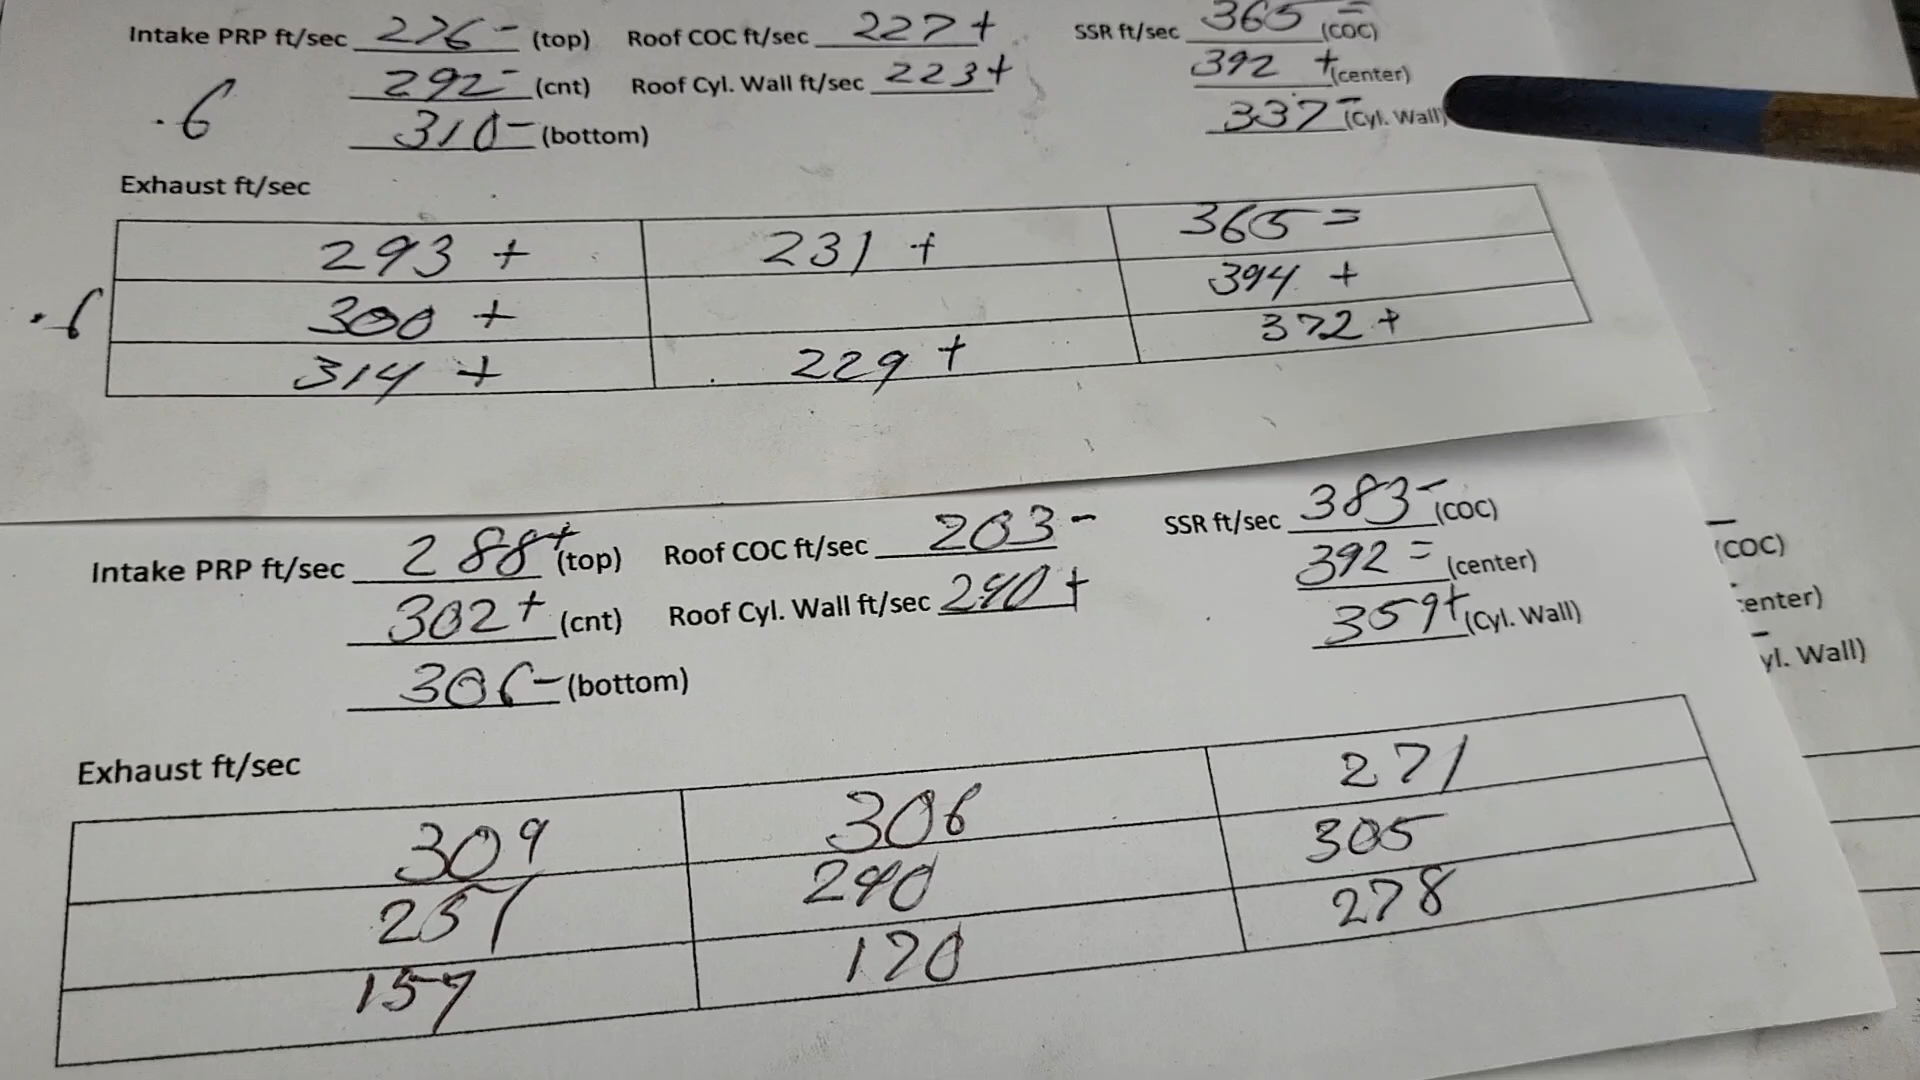 Intake PRP ft/sec 276- (top) Roof COC ft/sec 227+ SSR ft/sec 365= (COC)
292- (cnt) Roof Cyl. Wall ft/sec 223+ 392 + (center)
.6 310- (bottom) 337- (Cyl. Wall)
Exhaust ft/sec
293 + 231 + 365=
.6 300 + 394 +
314 + 229 + 372+
Intake PRP ft/sec 288+ (top) Roof COC ft/sec 203- SSR ft/sec 383- (COC)
302+ (cnt) Roof Cyl. Wall ft/sec 240+ 392= (center)
306- (bottom) 359+ (Cyl. Wall)
(COC)
center)
yl. Wall)
Exhaust ft/sec
309 306 271
257 240 305
157 170 278